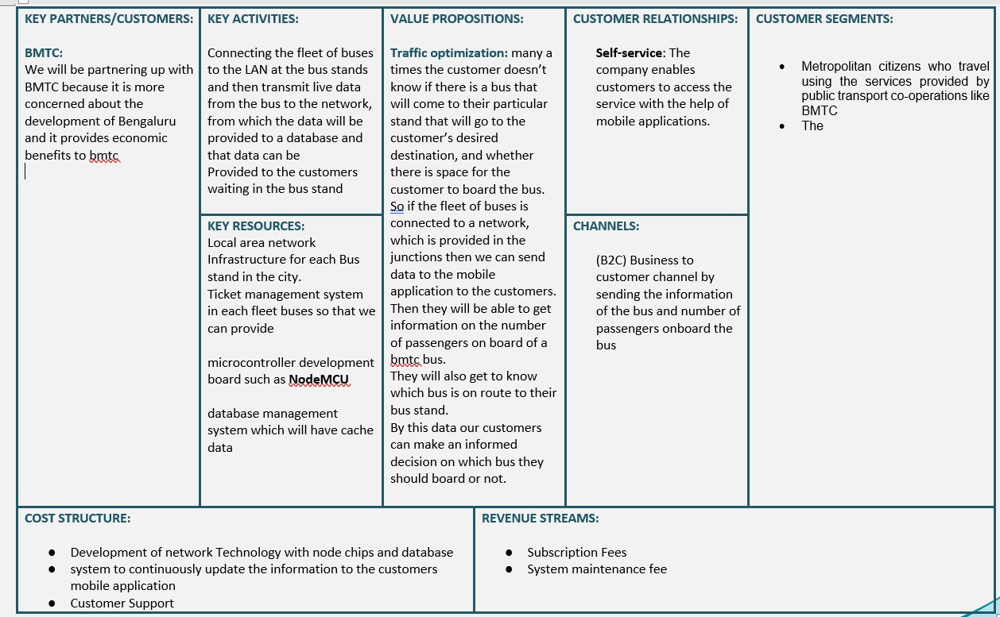 KEY PARTNERS/CUSTOMERS:
BMTC:
We will be partnering up with
BMTC because it is more
concerned about the
development of Bengaluru
and it provides economic
benefits to bmtc
KEY ACTIVITIES:
Connecting the fleet of buses
to the LAN at the bus stands
and then transmit live data
from the bus to the network,
from which the data will be
provided to a database and
that data can be
Provided to the customers
waiting in the bus stand
KEY RESOURCES:
Local area network
Infrastructure for each Bus
stand in the city.
Ticket management system
in each fleet buses so that we
can provide
microcontroller development
board such as NodeMCU
database management
system which will have cache
data
VALUE PROPOSITIONS:
Traffic optimization: many a
times the customer doesn’t
know if there is a bus that
will come to their particular
stand that will go to the
customer’s desired
destination, and whether
there is space for the
customer to board the bus.
So if the fleet of buses is
connected to a network,
which is provided in the
junctions then we can send
data to the mobile
application to the customers.
Then they will be able to get
information on the number
of passengers on board of a
bmtc bus.
They will also get to know
which bus is on route to their
bus stand.
By this data our customers
can make an informed
decision on which bus they
should board or not.
CUSTOMER RELATIONSHIPS:
Self-service: The
company enables
customers to access the
service with the help of
mobile applications.
CHANNELS:
(B2C) Business to
customer channel by
sending the information
of the bus and number of
passengers onboard the
bus
CUSTOMER SEGMENTS:
• Metropolitan citizens who travel
using the services provided by
public transport co-operations like
BMTC
• The
COST STRUCTURE:
● Development of network Technology with node chips and database
● system to continuously update the information to the customers
mobile application
● Customer Support
REVENUE STREAMS:
● Subscription Fees
● System maintenance fee